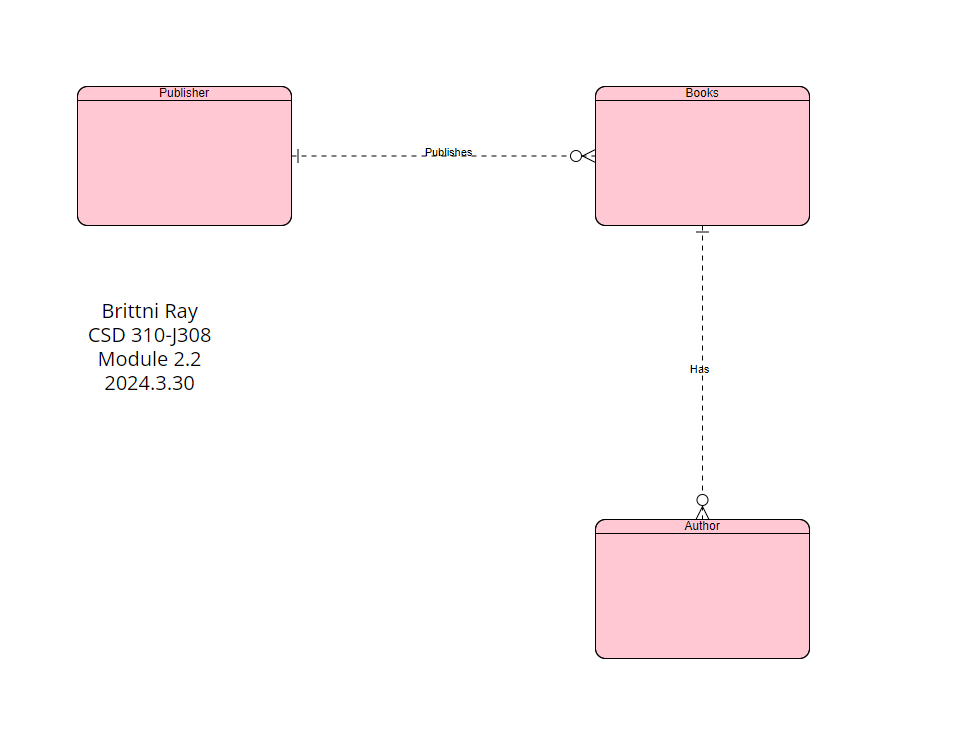 Publisher
Books
Publishes
Brittni Ray
CSD 310-J308
Module 2.2
2024.3.30
Has
Author